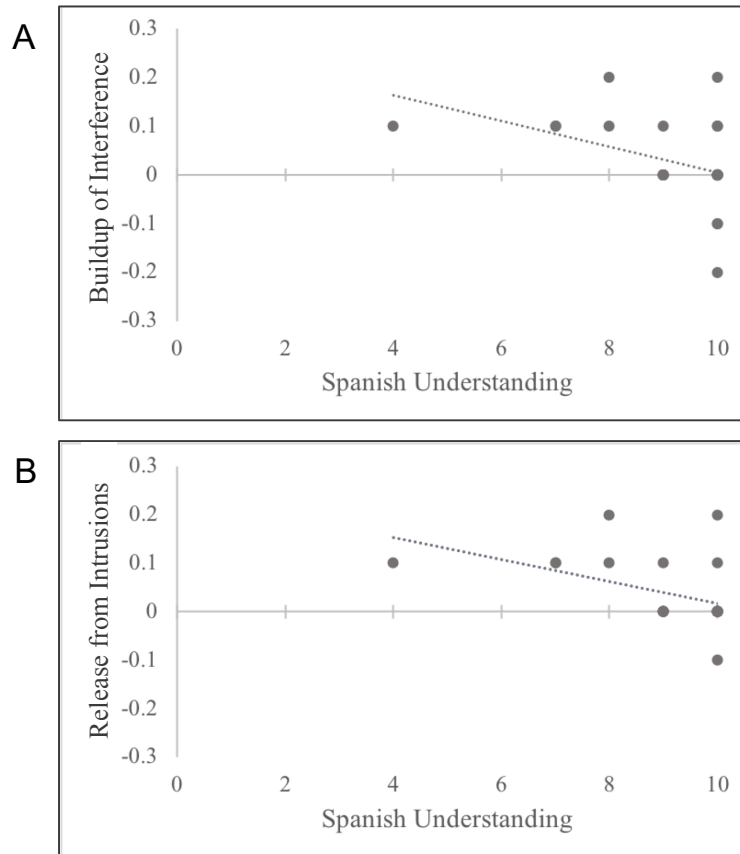 A
Buildup of Interference
0.3
0.2
0.1
0
-0.1
-0.2
-0.3
0 2 4 6 8 10
Spanish Understanding
B
Release from Intrusions
0.3
0.2
0.1
0
-0.1
-0.2
-0.3
0 2 4 6 8 10
Spanish Understanding